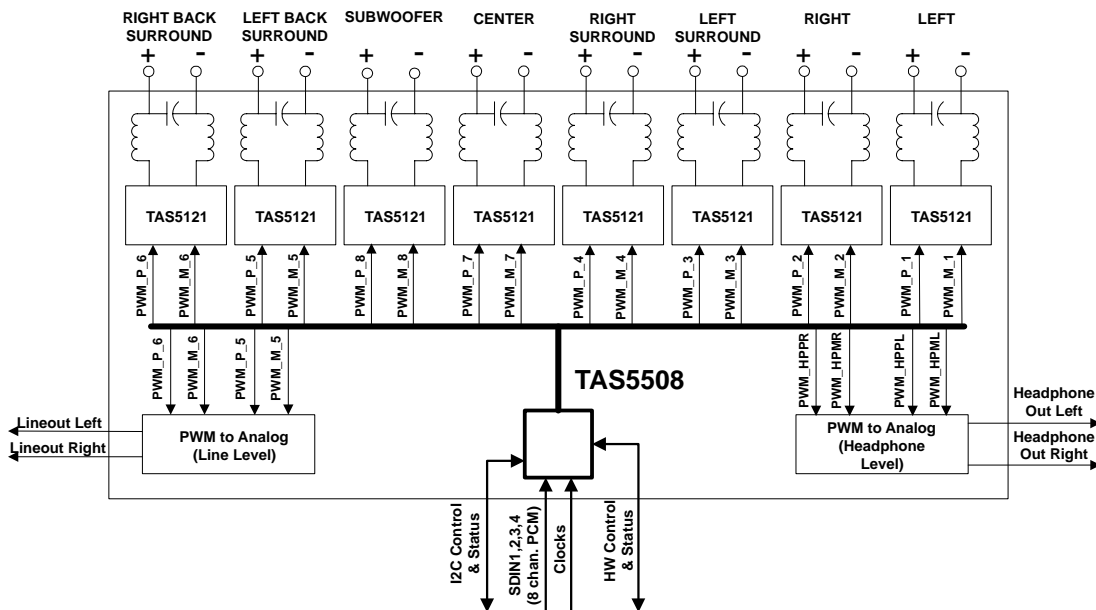 RIGHT BACK
SURROUND
LEFT BACK
SURROUND
SUBWOOFER
CENTER
RIGHT
SURROUND
LEFT
SURROUND
RIGHT
LEFT
+ - + - + - + - + - + - + - + -
TAS5121
TAS5121
TAS5121
TAS5121
TAS5121
TAS5121
TAS5121
TAS5121
PWM_P_6
PWM_M_6
PWM_P_5
PWM_M_5
PWM_P_8
PWM_M_8
PWM_P_7
PWM_M_7
PWM_P_4
PWM_M_4
PWM_P_3
PWM_M_3
PWM_P_2
PWM_M_2
PWM_P_1
PWM_M_1
PWM_P_6
PWM_M_6
PWM_P_5
PWM_M_5
PWM_HPPR
PWM_HPMR
PWM_HPPL
PWM_HPML
TAS5508
Lineout Left
Lineout Right
PWM to Analog
(Line Level)
PWM to Analog
(Headphone
Level)
Headphone
Out Left
Headphone
Out Right
I2C Control
& Status
SDIN1,2,3,4
(8 chan. PCM)
Clocks
HW Control
& Status